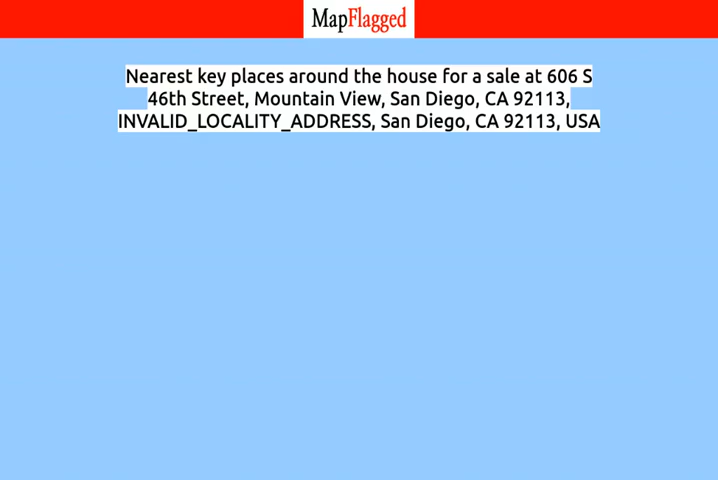 MapFlagged
Nearest key places around the house for a sale at 606 S
46th Street, Mountain View, San Diego, CA 92113,
INVALID_LOCALITY_ADDRESS, San Diego, CA 92113, USA